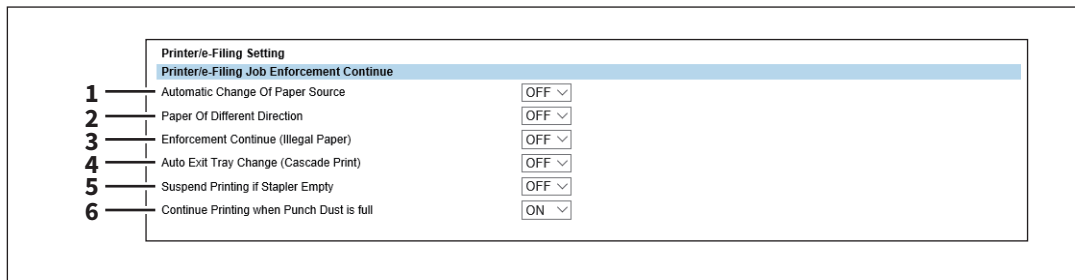 Printer/e-Filing Setting
Printer/e-Filing Job Enforcement Continue
1 Automatic Change Of Paper Source OFF
2 Paper Of Different Direction OFF
3 Enforcement Continue (Illegal Paper) OFF
4 Auto Exit Tray Change (Cascade Print) OFF
5 Suspend Printing if Stapler Empty OFF
6 Continue Printing when Punch Dust is full ON